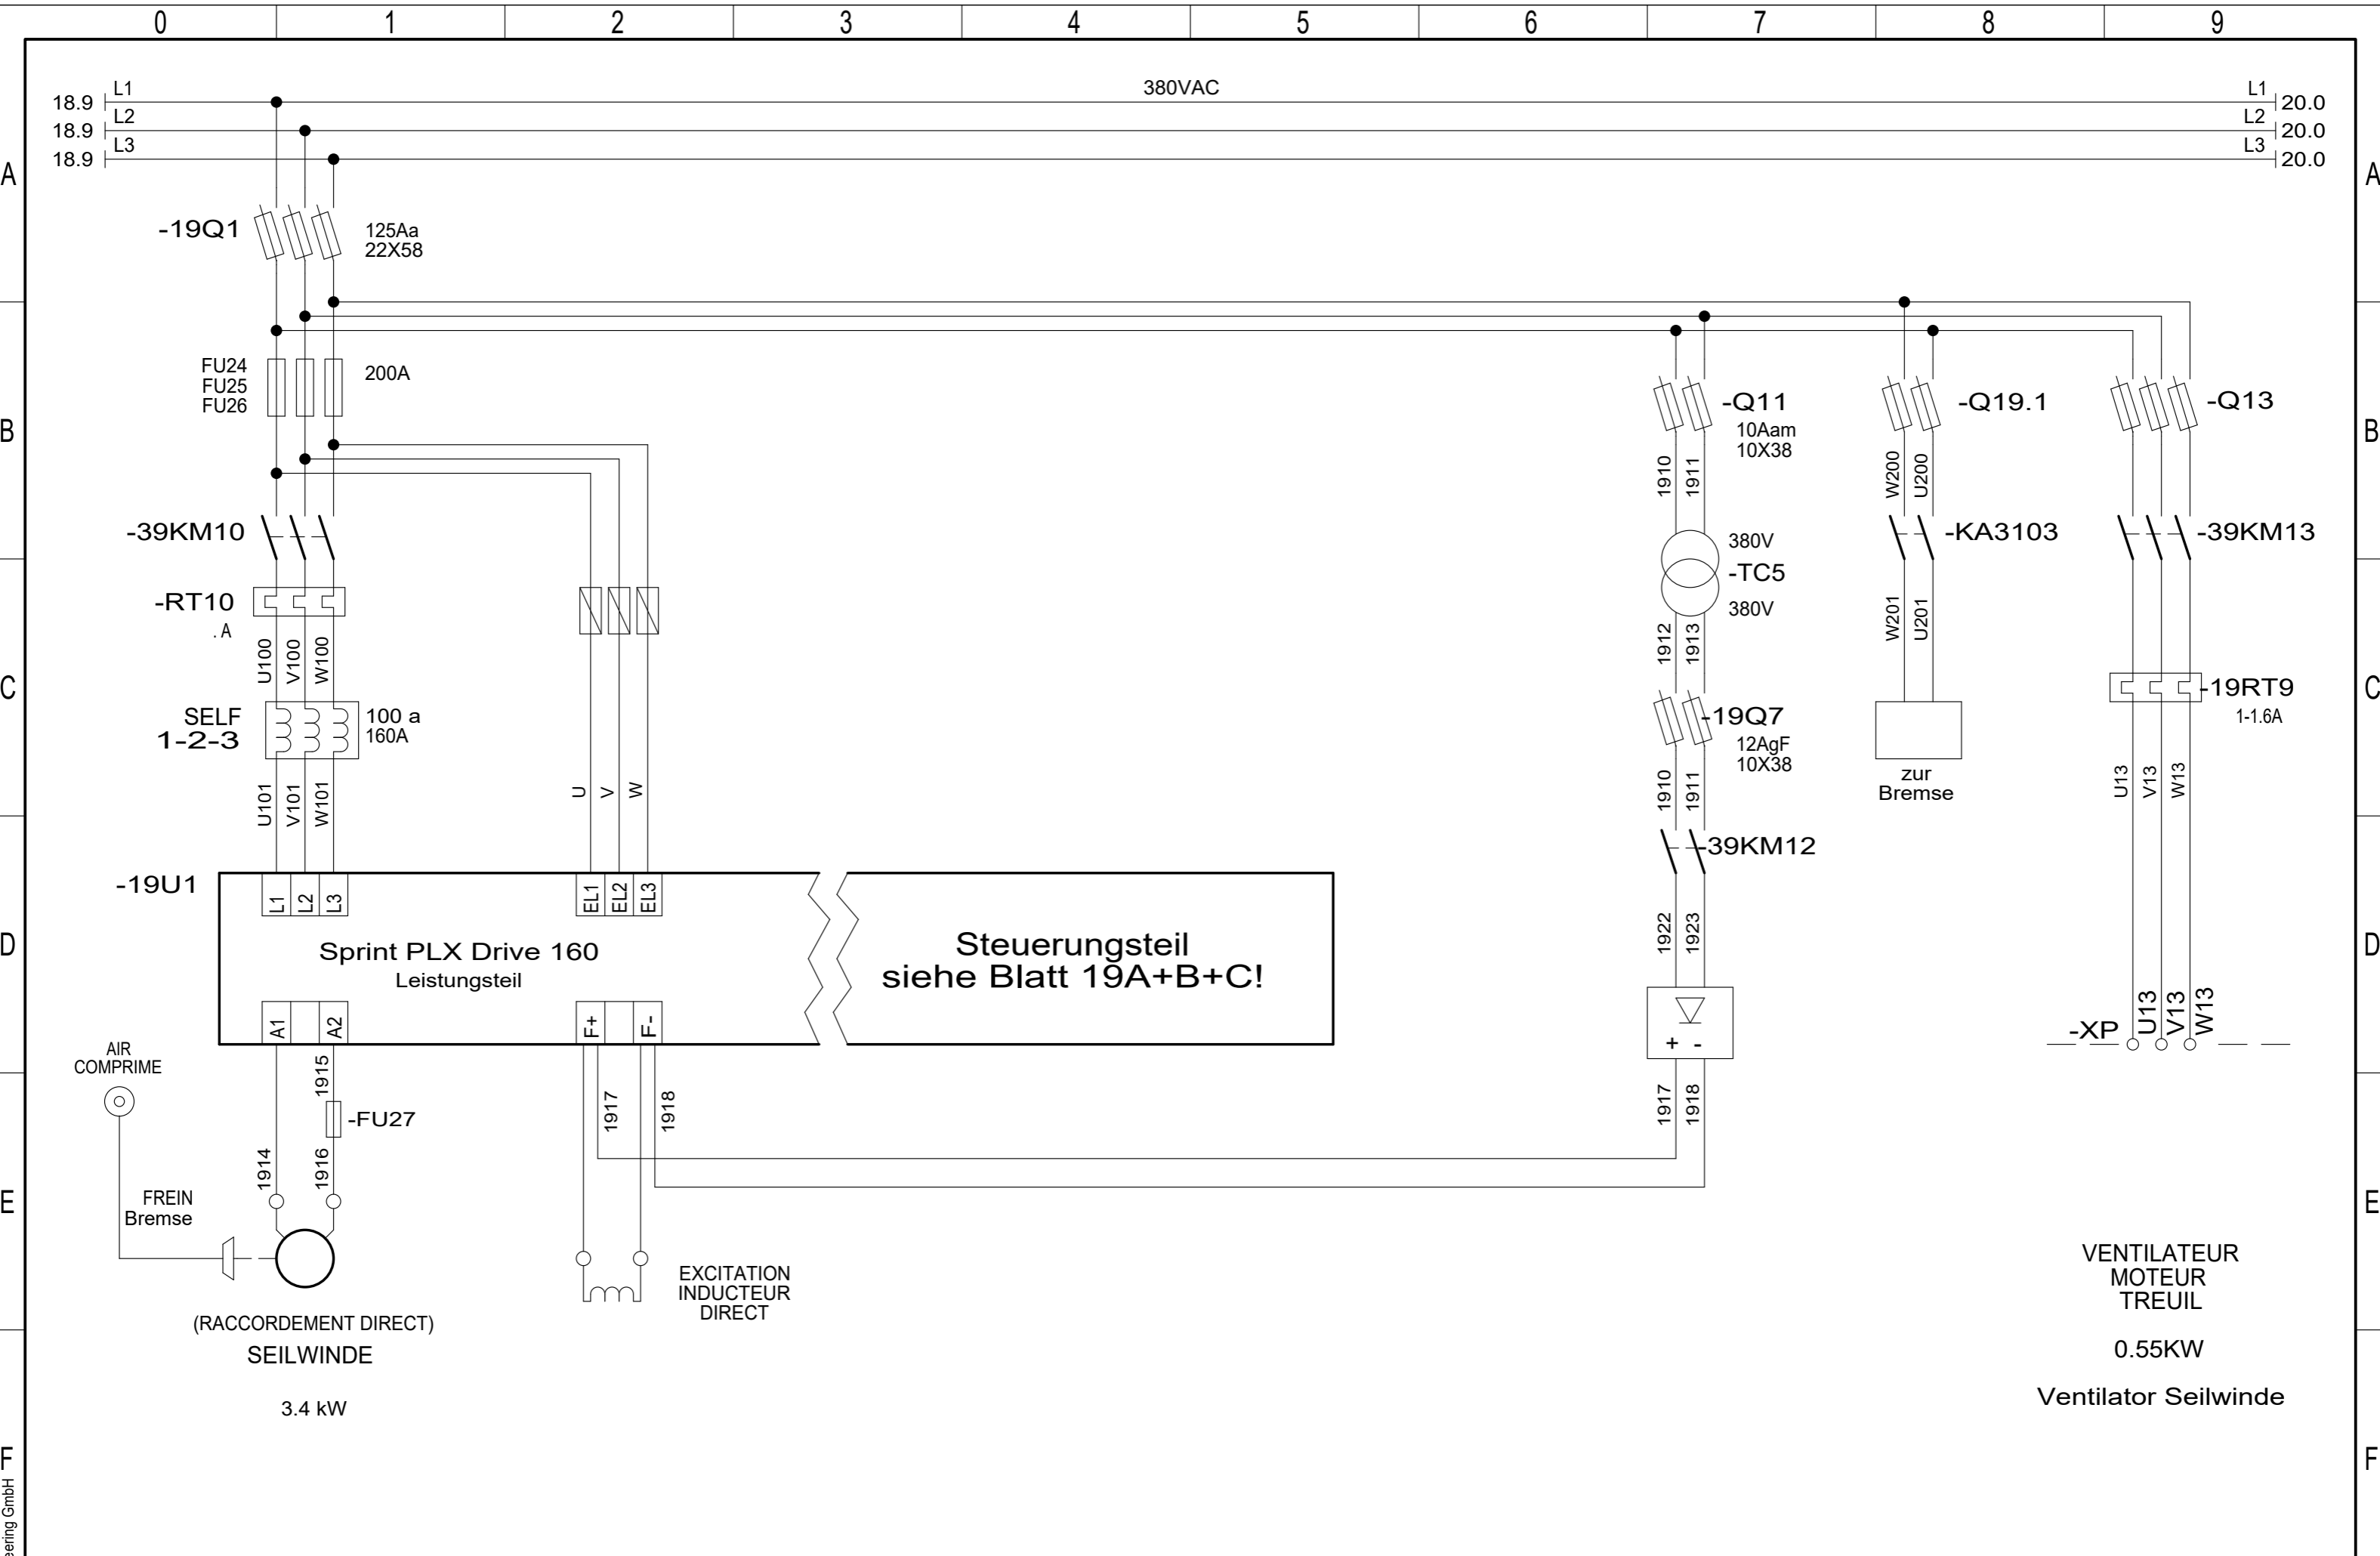 0 1 2 3 4 5 6 7 8 9
380VAC
18.9 L1 L1 20.0
18.9 L2 L2 20.0
18.9 L3 L3 20.0
A A
-19Q1 125Aa
22X58
FU24
FU25
FU26
200A
B B
-Q11
10Aam
10X38
-Q19.1
-Q13
1910 1911
W200 U200
-39KM10
-KA3103
-39KM13
380V
-TC5
380V
-RT10
. A
U100 V100 W100
1912 1913
W201 U201
C C
SELF
1-2-3
100 a
160A
-19Q7
12AgF
10X38
-19RT9
1-1.6A
zur
Bremse
U101 V101 W101
U V W
1910 1911
U13 V13 W13
-39KM12
-19U1
L1 L2 L3
EL1 EL2 EL3
1922 1923
D D
Sprint PLX Drive 160
Leistungsteil
Steuerungsteil
siehe Blatt 19A+B+C!
A1 A2
F+ F-
+ -
-XP U13 V13 W13
AIR
COMPRIME
1915
-FU27
1917 1918
1917 1918
1914 1916
E E
FREIN
Bremse
EXCITATION
INDUCTEUR
DIRECT
VENTILATEUR
MOTEUR
TREUIL
(RACCORDEMENT DIRECT)
SEILWINDE
0.55KW
3.4 kW
Ventilator Seilwinde
F F
eering GmbH